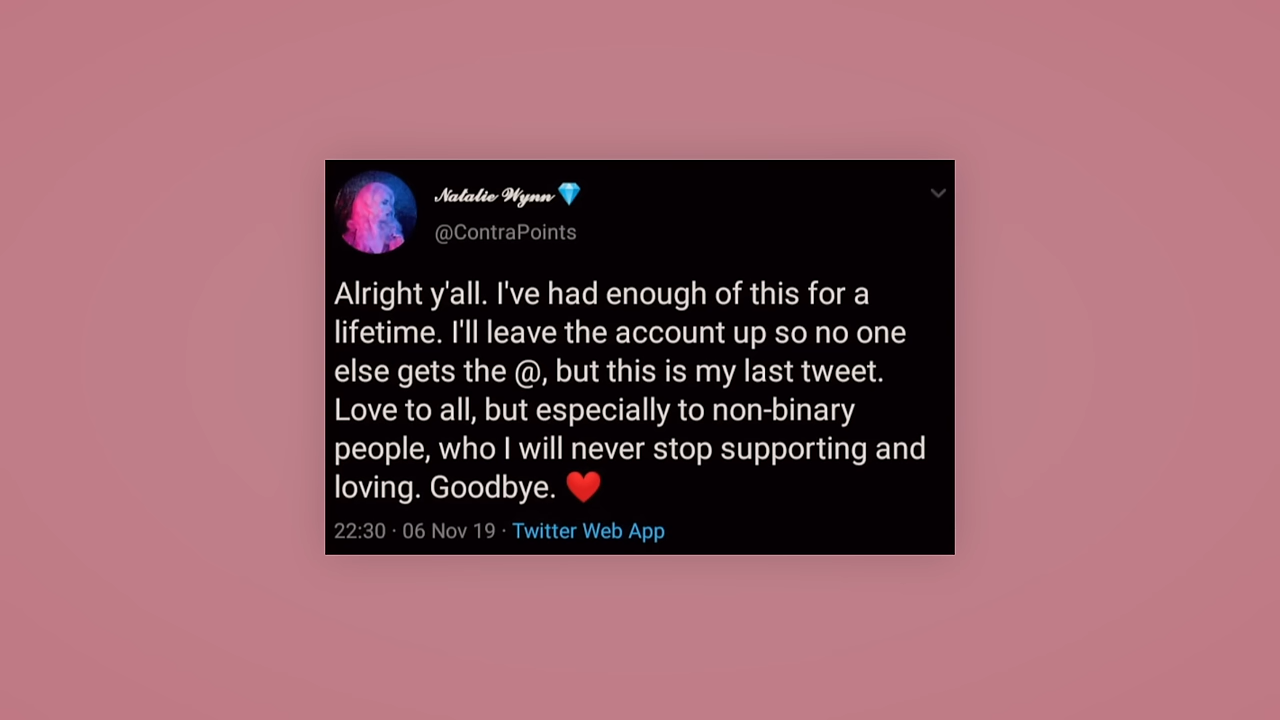 𝓝𝓪𝓽𝓪𝓵𝓲𝓮 𝓦𝔂𝓷𝓷 💎
@ContraPoints
Alright y'all. I've had enough of this for a
lifetime. I'll leave the account up so no one
else gets the @, but this is my last tweet.
Love to all, but especially to non-binary
people, who I will never stop supporting and
loving. Goodbye. ❤️
22:30 · 06 Nov 19 · Twitter Web App